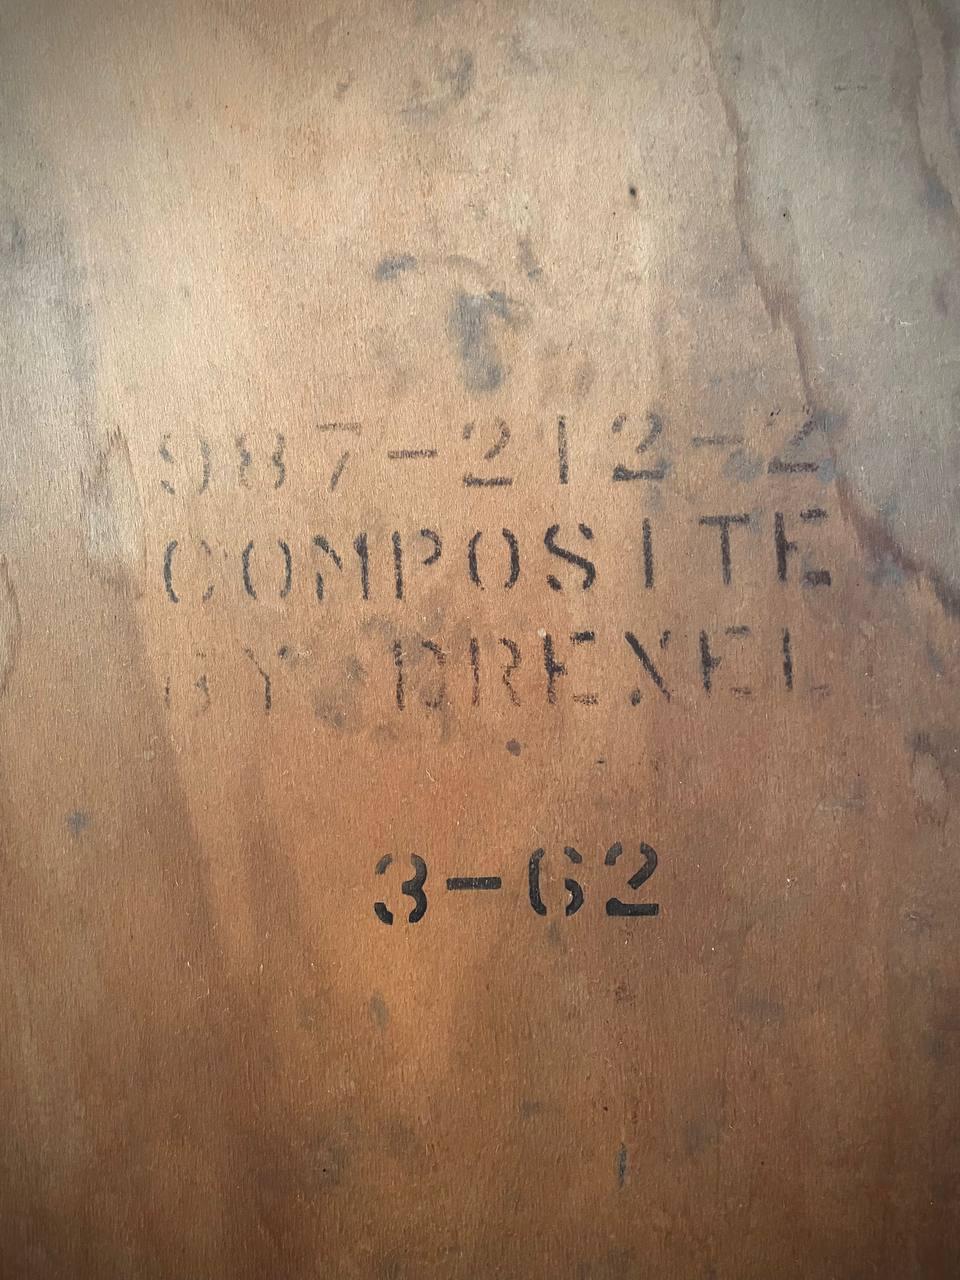 987-212-2
COMPOSITE
BY DREXEL
3-62